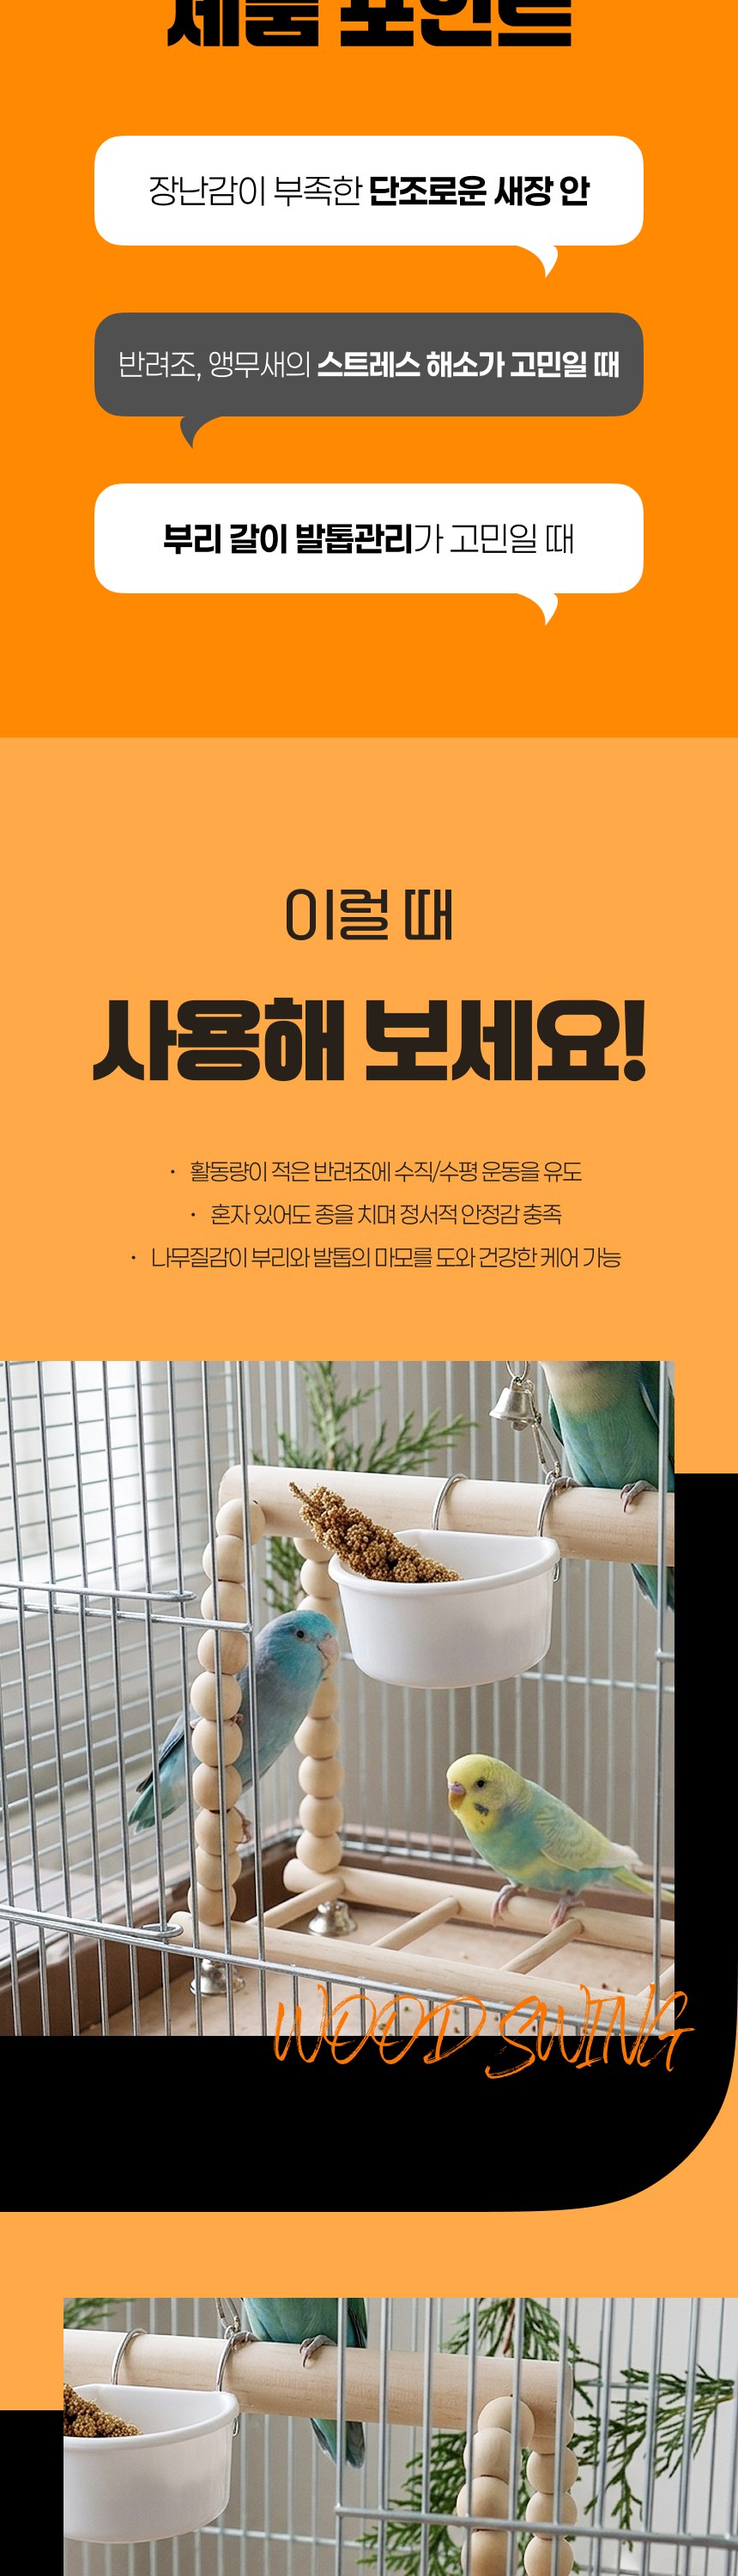 제품 포인트
장난감이 부족한 단조로운 새장 안
반려조, 앵무새의 스트레스 해소가 고민일 때
부리 갈이 발톱관리가 고민일 때
이럴 때
사용해 보세요!
· 활동량이 적은 반려조에 수직/수평 운동을 유도
· 혼자 있어도 종을 치며 정서적 안정감 충족
· 나무질감이 부리와 발톱의 마모를 도와 건강한 케어 가능
WOOD SWING